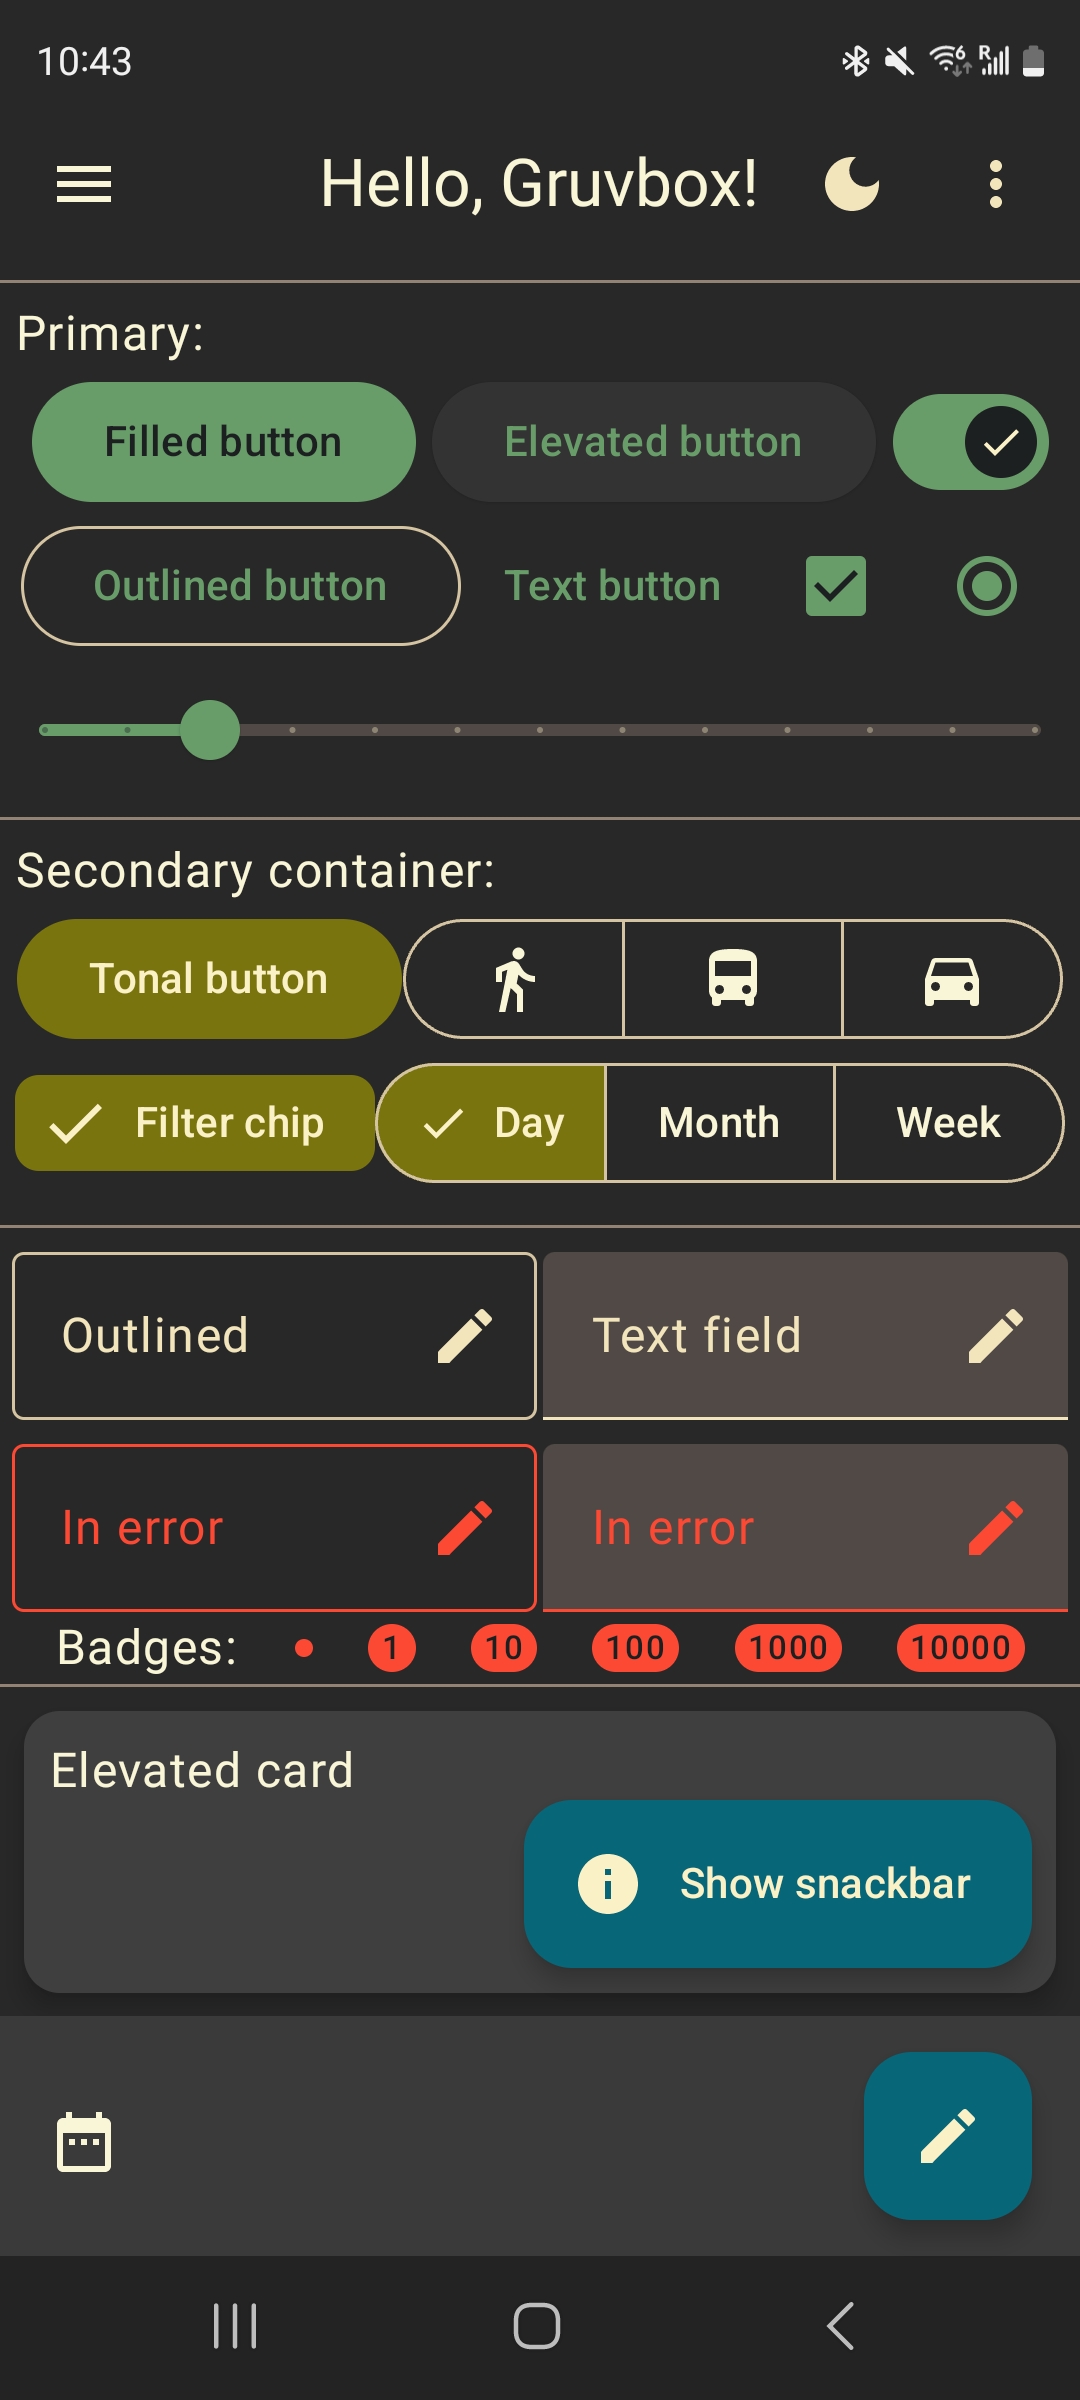 10:43
Hello, Gruvbox!
Primary:
Filled button Elevated button
Outlined button Text button
Secondary container:
Tonal button
Filter chip Day Month Week
Outlined Text field
In error In error
Badges: 1 10 100 1000 10000
Elevated card
Show snackbar